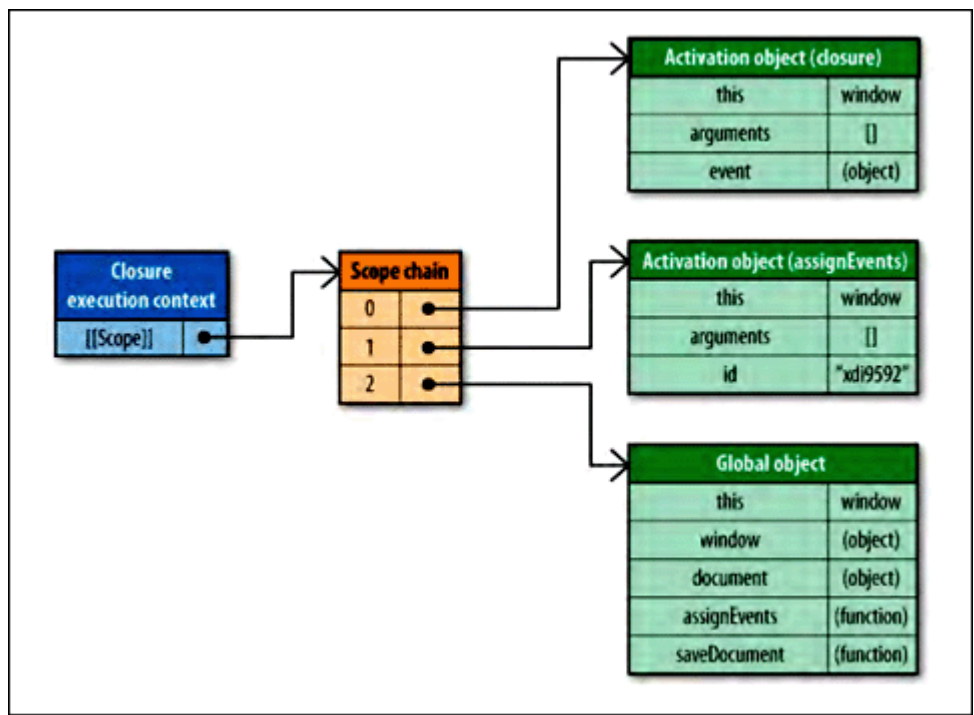 Closure
execution context
[[Scope]]
Scope chain
0
1
2
Activation object (closure)
this window
arguments []
event (object)
Activation object (assignEvents)
this window
arguments []
id "xdi9592"
Global object
this window
window (object)
document (object)
assignEvents (function)
saveDocument (function)